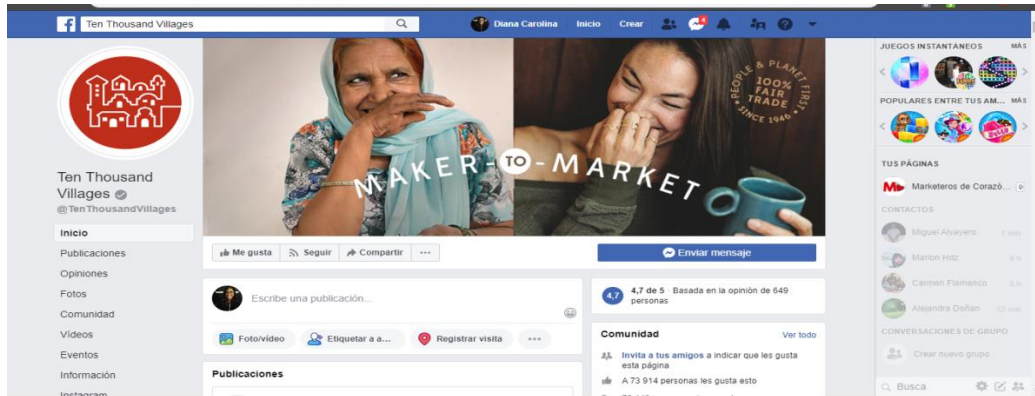 Ten Thousand Villages
Diana Carolina
Inicio
Crear
Ten Thousand
Villages
@TenThousandVillages
Inicio
Publicaciones
Opiniones
Fotos
Comunidad
Vídeos
Eventos
Información
Instagram
PEOPLE & PLANET FIRST
100%
FAIR
TRADE
SINCE 1946
MAKER-TO-MARKET
Me gusta
Seguir
Compartir
Enviar mensaje
Escribe una publicación...
Foto/vídeo
Etiquetar a a...
Registrar visita
Publicaciones
4,7
4,7 de 5 · Basada en la opinión de 649
personas
Comunidad
Ver todo
Invita a tus amigos a indicar que les gusta
esta página
A 73 914 personas les gusta esto
JUEGOS INSTANTÁNEOS
MÁS
POPULARES ENTRE TUS AM...
MÁS
TUS PÁGINAS
Marketeros de Corazó...
CONTACTOS
Miguel Alvayero
Marlon Hdz
Carmen Flamenco
Alejandra Doñan
CONVERSACIONES DE GRUPO
Crear nuevo grupo
Busca